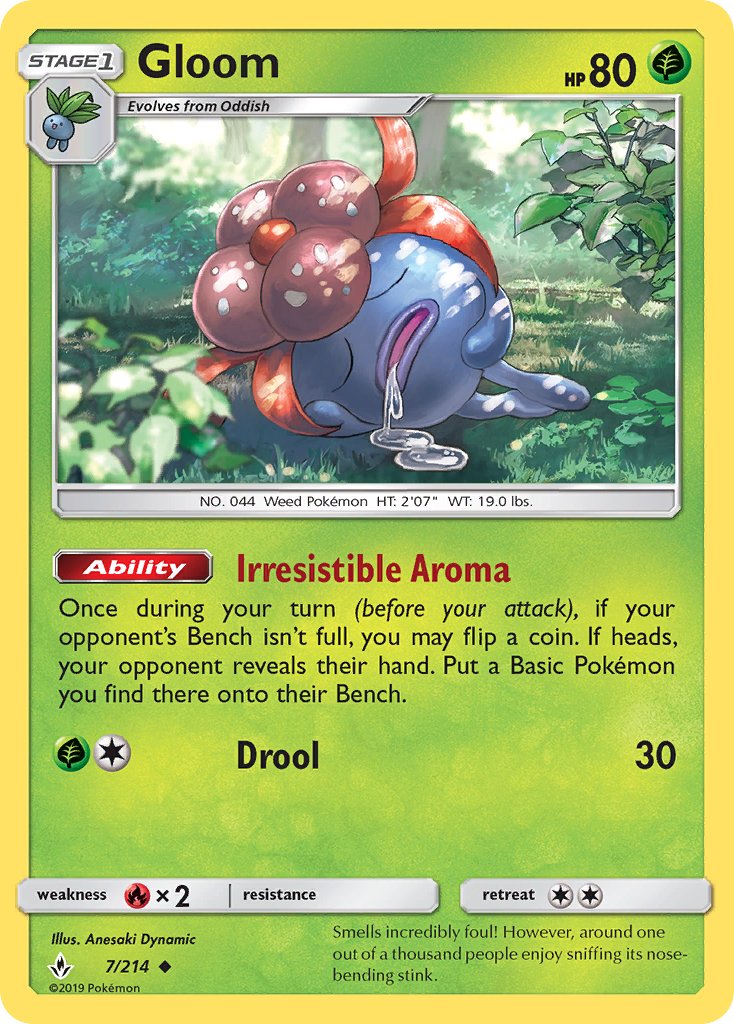 STAGE1 Gloom HP 80
Evolves from Oddish
NO. 044 Weed Pokémon HT: 2'07" WT: 19.0 lbs.
Ability Irresistible Aroma
Once during your turn (before your attack), if your
opponent's Bench isn't full, you may flip a coin. If heads,
your opponent reveals their hand. Put a Basic Pokémon
you find there onto their Bench.
Drool 30
weakness × 2 resistance retreat
Illus. Anesaki Dynamic
7/214
©2019 Pokémon
Smells incredibly foul! However, around one
out of a thousand people enjoy sniffing its nose-
bending stink.